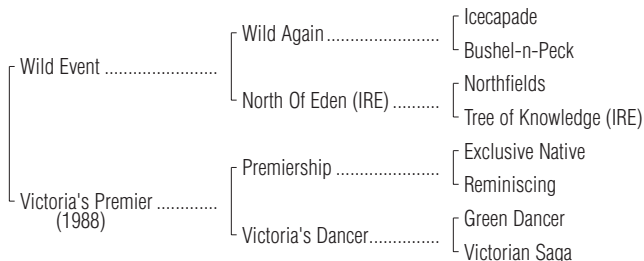 Icecapade
Wild Again ........................
Bushel-n-Peck
Wild Event ........................
Northfields
North Of Eden (IRE) ..........
Tree of Knowledge (IRE)
Exclusive Native
Premiership ......................
Reminiscing
Victoria's Premier .............
(1988)
Green Dancer
Victoria's Dancer...............
Victorian Saga